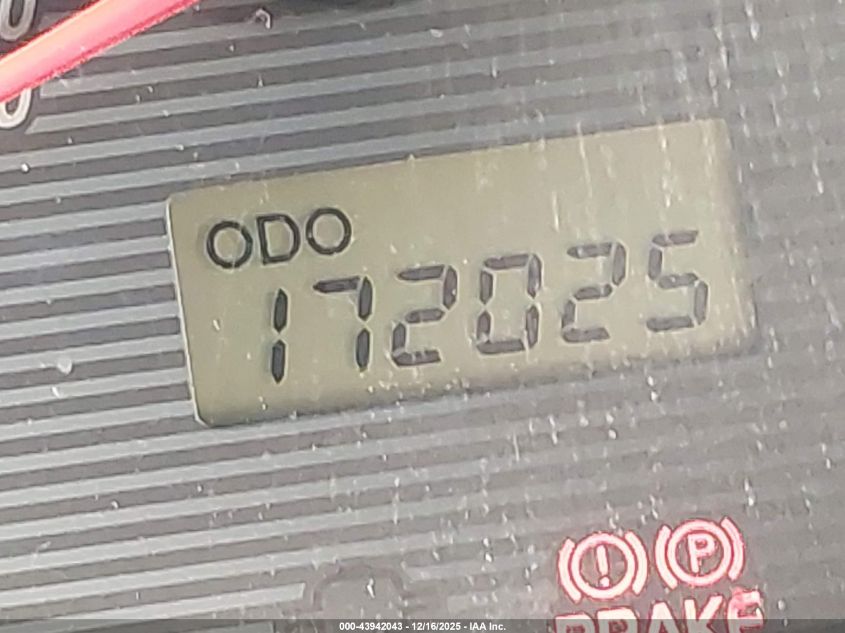 ODO
172025
(!) (P)
BRAKE
000-43942043 - 12/16/2025 - IAA Inc.